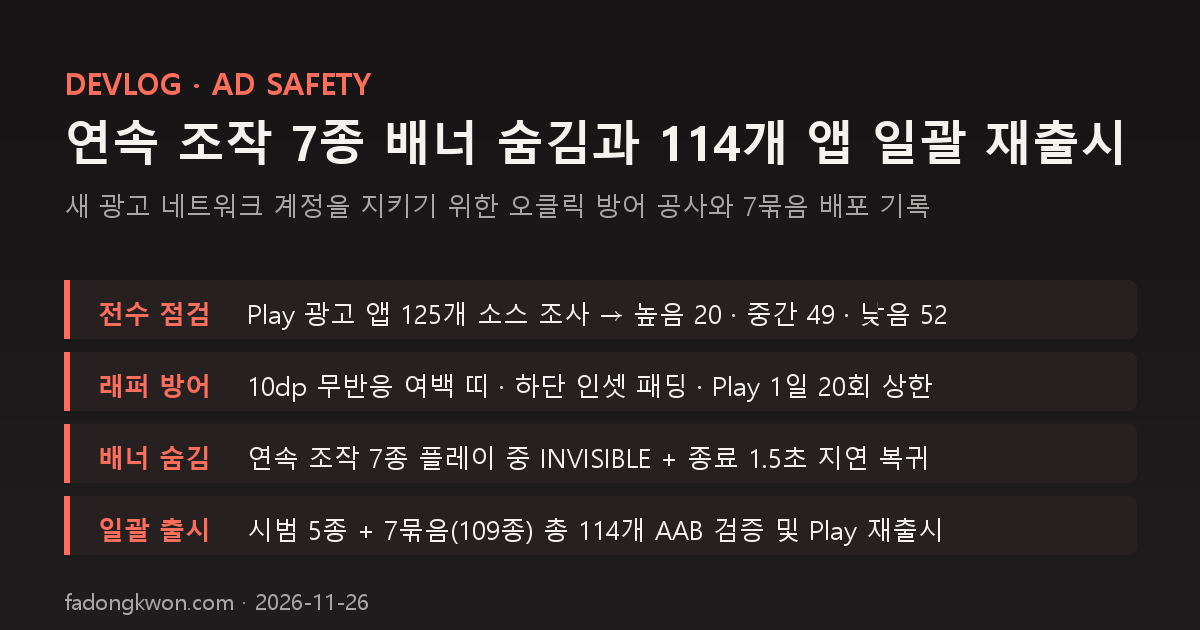 DEVLOG · AD SAFETY
연속 조작 7종 배너 숨김과 114개 앱 일괄 재출시
새 광고 네트워크 계정을 지키기 위한 오클릭 방어 공사와 7묶음 배포 기록
전수 점검 Play 광고 앱 125개 소스 조사 → 높음 20 · 중간 49 · 낮음 52
래퍼 방어 10dp 무반응 여백 띠 · 하단 인셋 패딩 · Play 1일 20회 상한
배너 숨김 연속 조작 7종 플레이 중 INVISIBLE + 종료 1.5초 지연 복귀
일괄 출시 시범 5종 + 7묶음(109종) 총 114개 AAB 검증 및 Play 재출시
fadongkwon.com · 2026-11-26